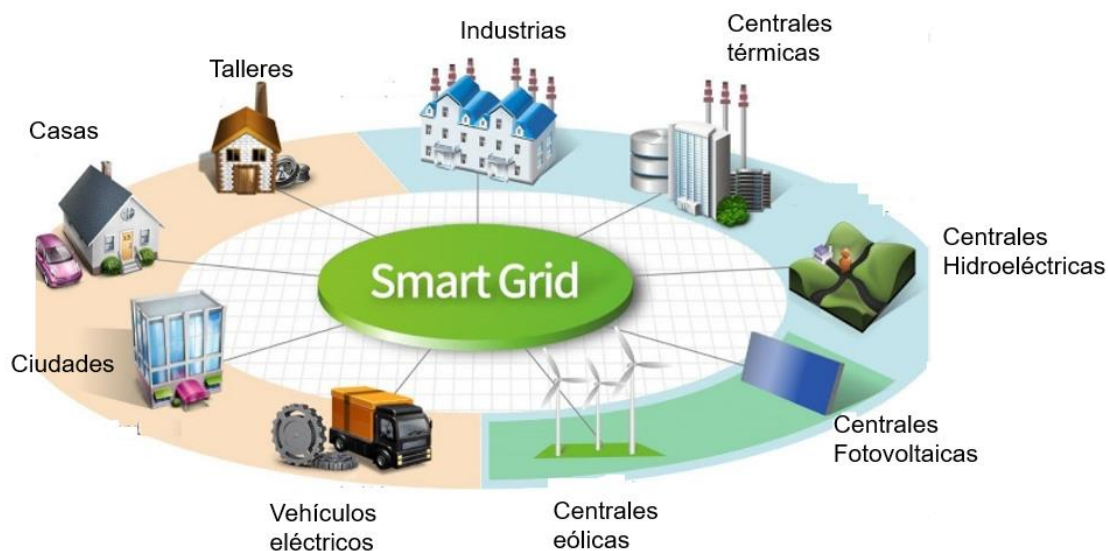 Industrias
Centrales
térmicas
Talleres
Casas
Centrales
Hidroeléctricas
Smart Grid
Ciudades
Centrales
Fotovoltaicas
Vehículos
eléctricos
Centrales
eólicas